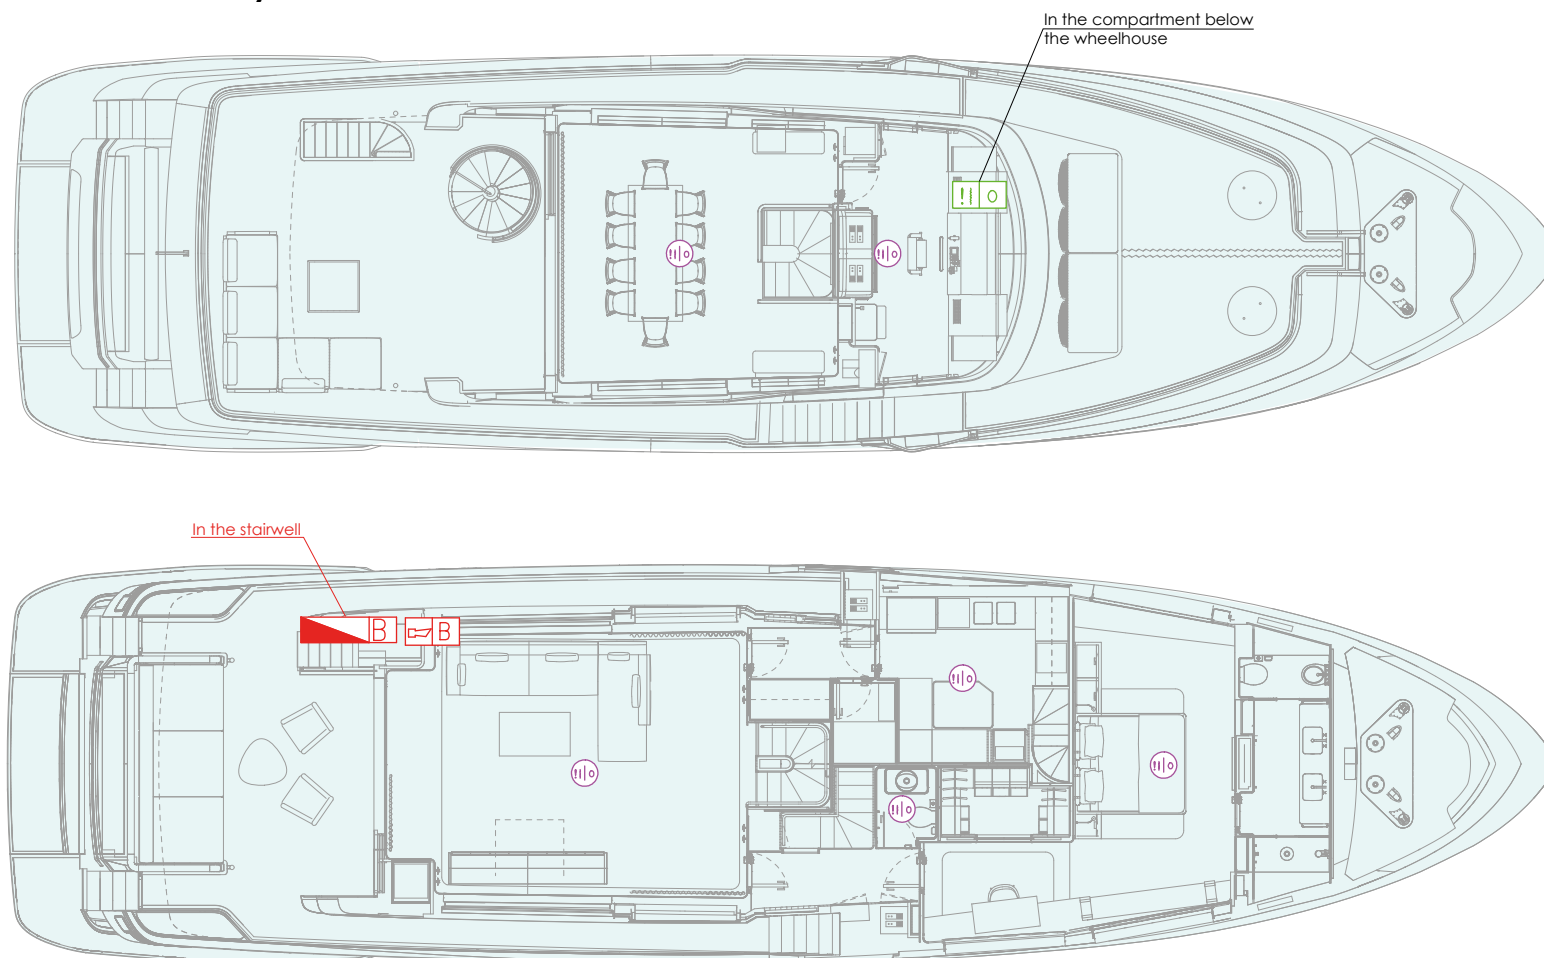 In the compartment below
the wheelhouse
In the stairwell
B
B